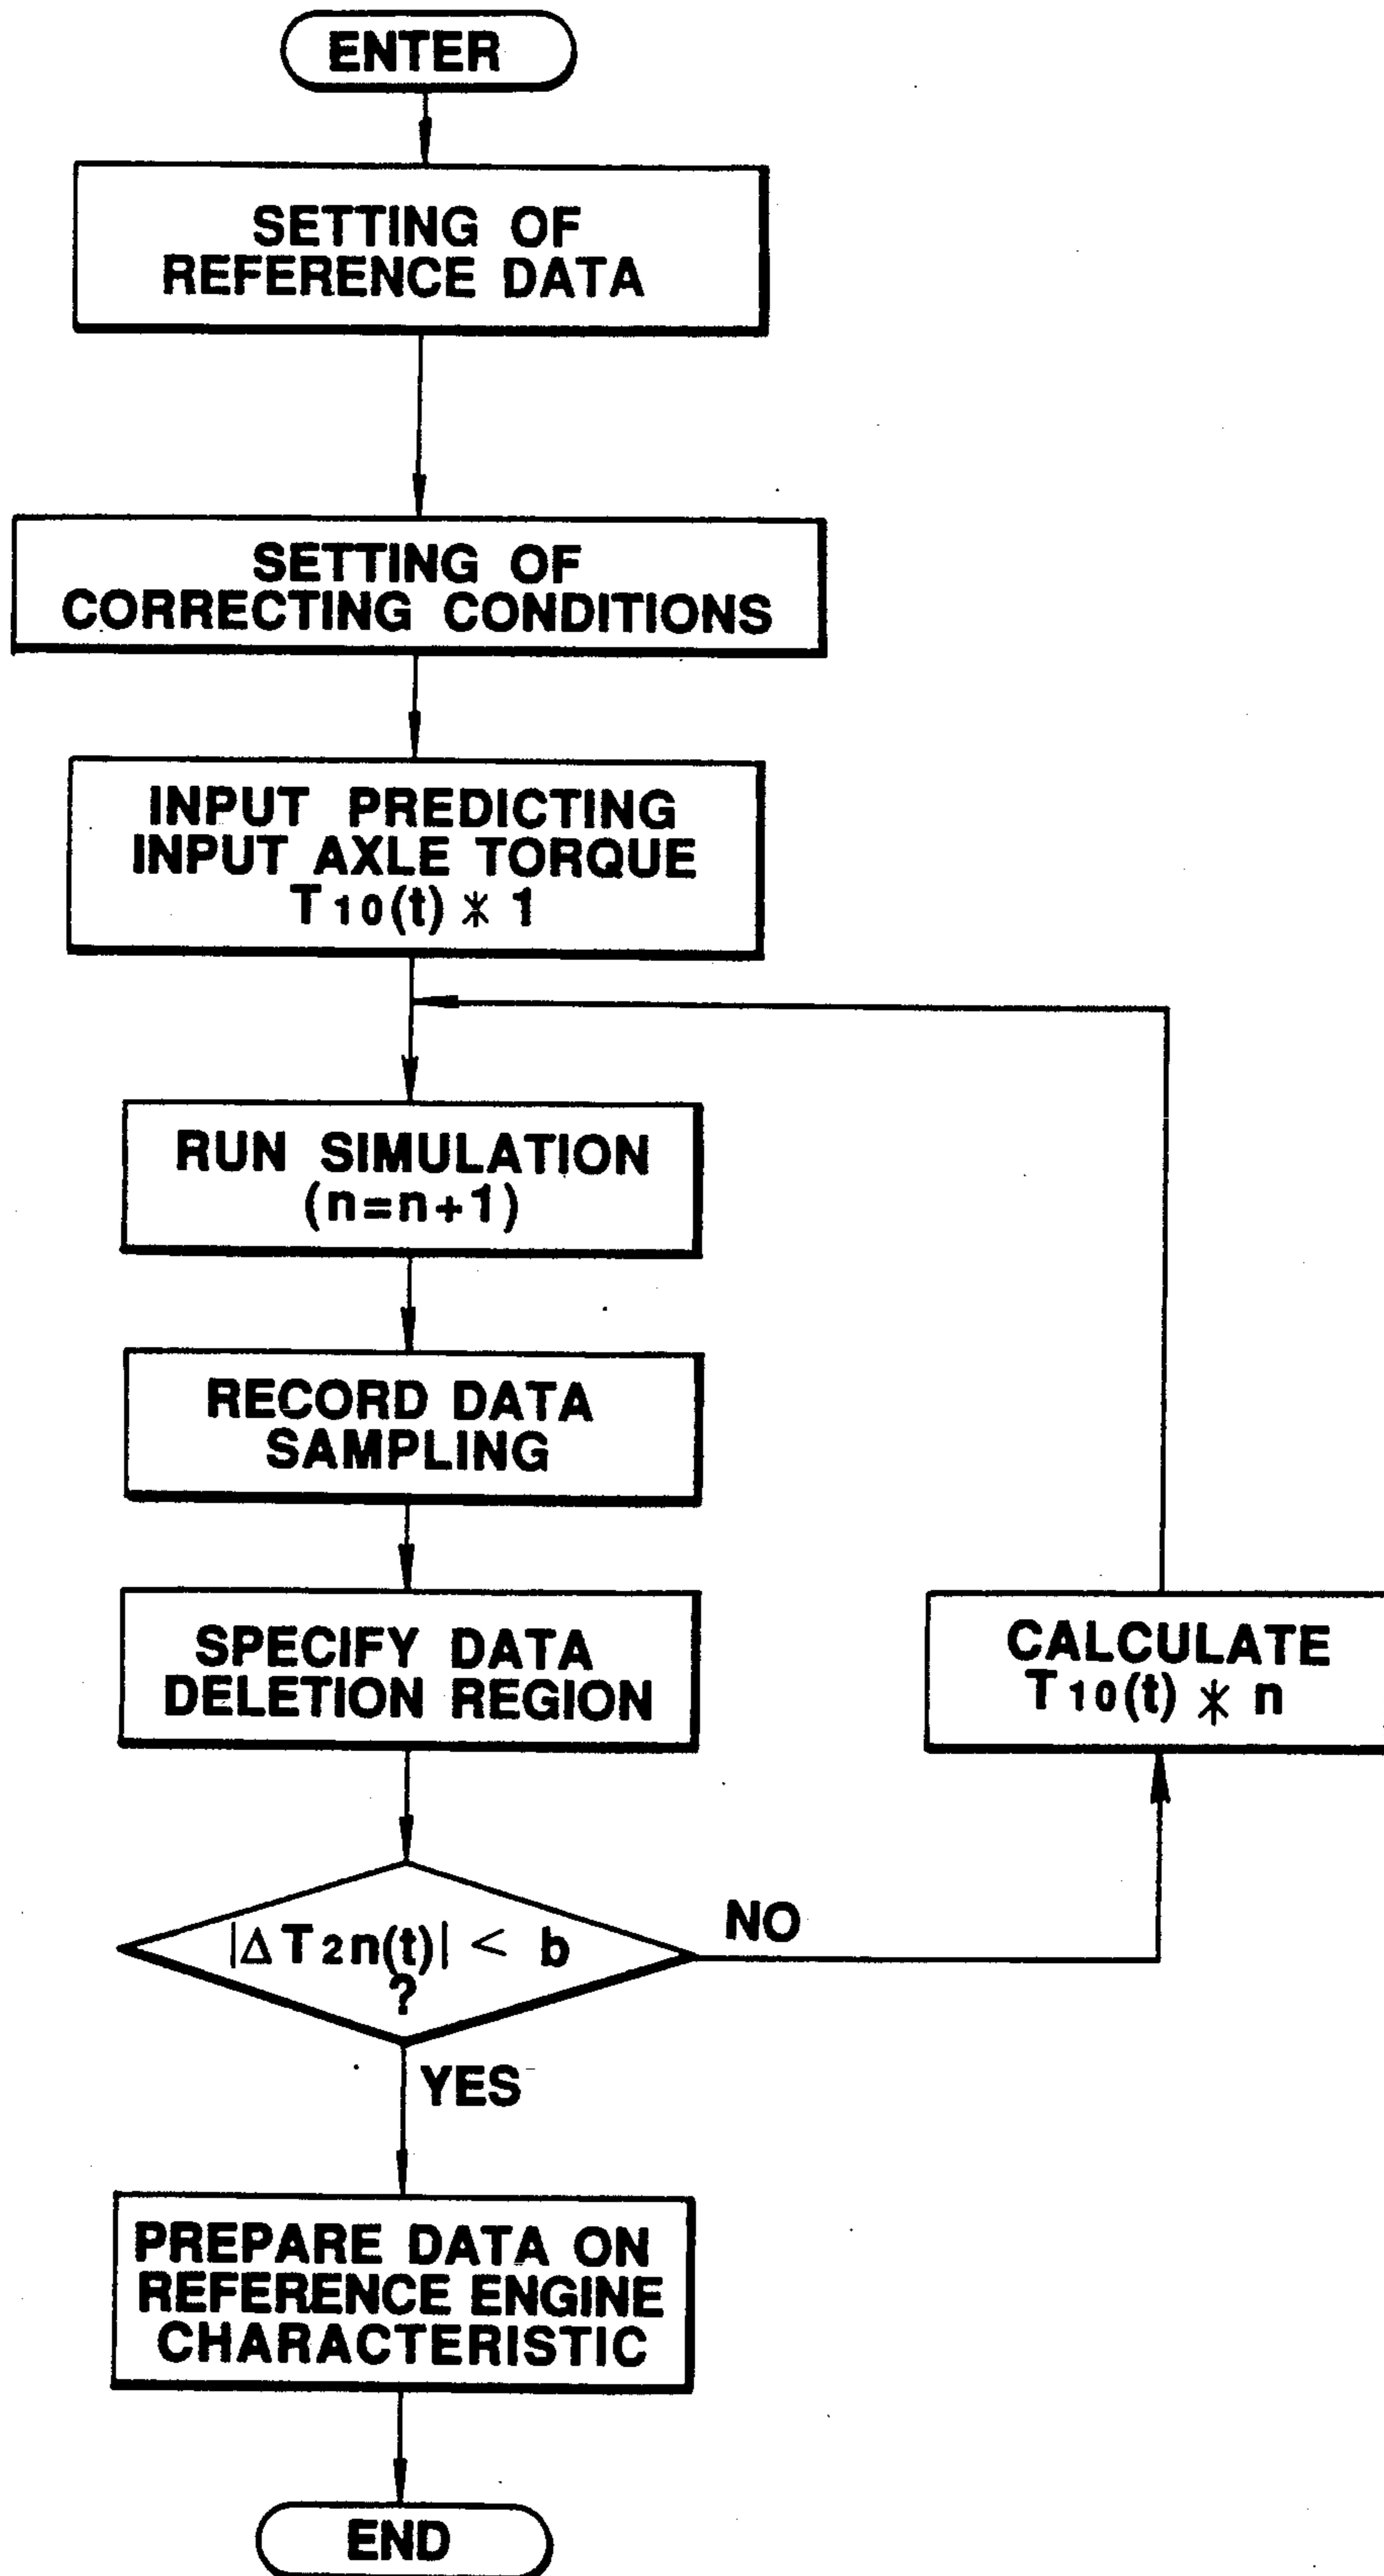 ENTER
SETTING OF
REFERENCE DATA
SETTING OF
CORRECTING CONDITIONS
INPUT PREDICTING
INPUT AXLE TORQUE
T10(t) * 1
RUN SIMULATION
(n=n+1)
RECORD DATA
SAMPLING
SPECIFY DATA
DELETION REGION
CALCULATE
T10(t) * n
|ΔT2n(t)| < b
?
NO
YES
PREPARE DATA ON
REFERENCE ENGINE
CHARACTERISTIC
END